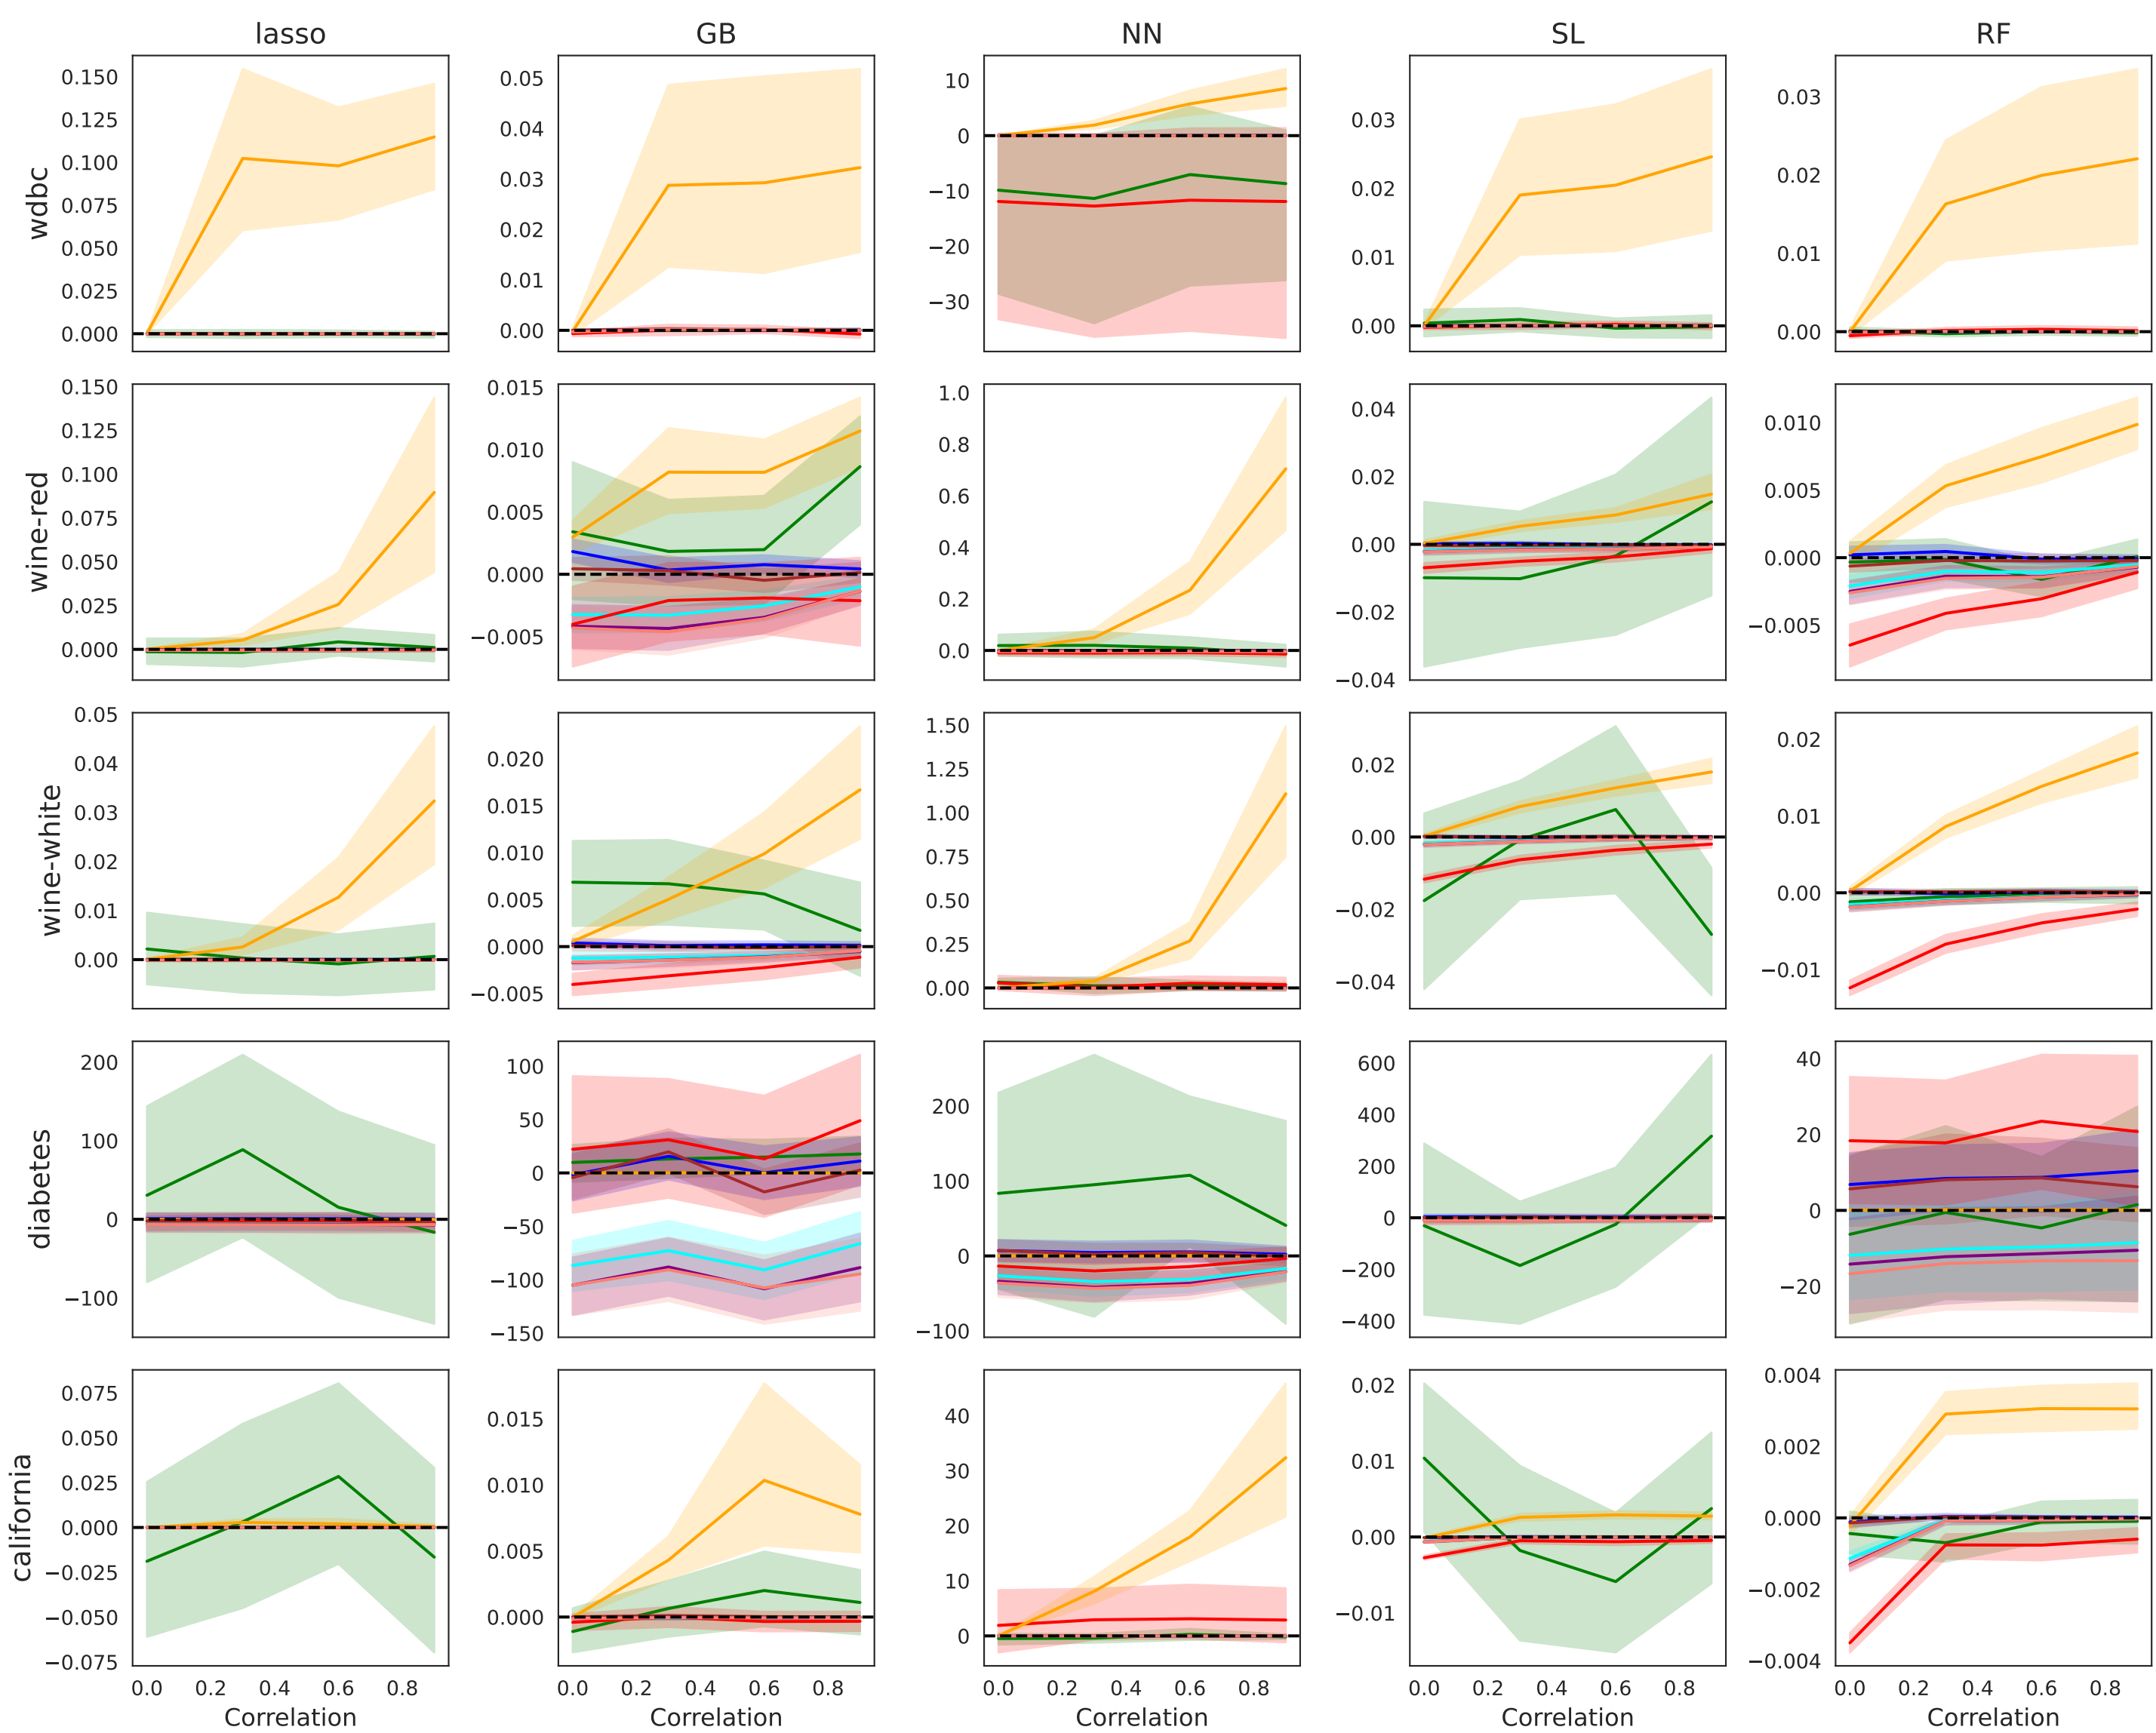 lasso GB NN SL RF
wdbc
0.150 0.125 0.100 0.075 0.050 0.025 0.000
0.05 0.04 0.03 0.02 0.01 0.00
10 0 −10 −20 −30
0.03 0.02 0.01 0.00
0.03 0.02 0.01 0.00
wine-red
0.150 0.125 0.100 0.075 0.050 0.025 0.000
0.015 0.010 0.005 0.000 −0.005
1.0 0.8 0.6 0.4 0.2 0.0
0.04 0.02 0.00 −0.02 −0.04
0.010 0.005 0.000 −0.005
wine-white
0.05 0.04 0.03 0.02 0.01 0.00
0.020 0.015 0.010 0.005 0.000 −0.005
1.50 1.25 1.00 0.75 0.50 0.25 0.00
0.02 0.00 −0.02 −0.04
0.02 0.01 0.00 −0.01
diabetes
200 100 0 −100
100 50 0 −50 −100 −150
200 100 0 −100
600 400 200 0 −200 −400
40 20 0 −20
california
0.075 0.050 0.025 0.000 −0.025 −0.050 −0.075
0.015 0.010 0.005 0.000
40 30 20 10 0
0.02 0.01 0.00 −0.01
0.004 0.002 0.000 −0.002 −0.004
0.0 0.2 0.4 0.6 0.8 0.0 0.2 0.4 0.6 0.8 0.0 0.2 0.4 0.6 0.8 0.0 0.2 0.4 0.6 0.8 0.0 0.2 0.4 0.6 0.8
Correlation Correlation Correlation Correlation Correlation